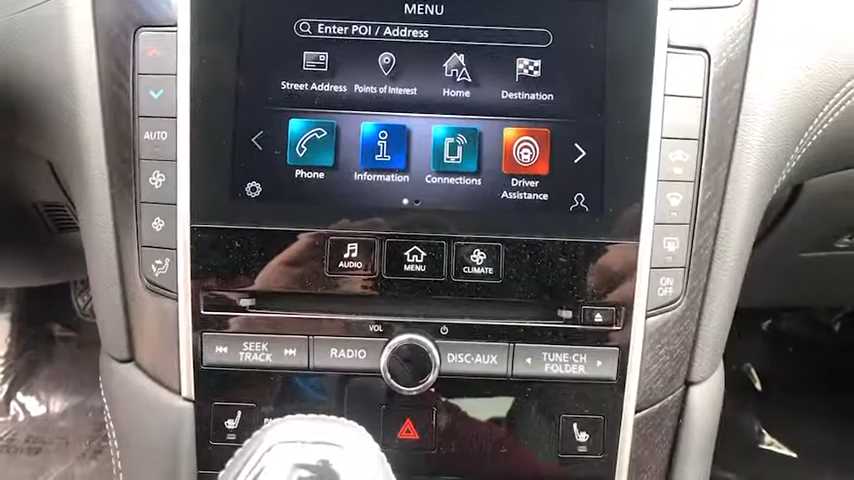 MENU
Enter POI / Address
Street Address
Points of Interest
Home
Destination
Phone
Information
Connections
Driver
Assistance
AUTO
AUDIO
MENU
CLIMATE
ON
OFF
VOL
SEEK
TRACK
RADIO
DISC·AUX
TUNE·CH
FOLDER